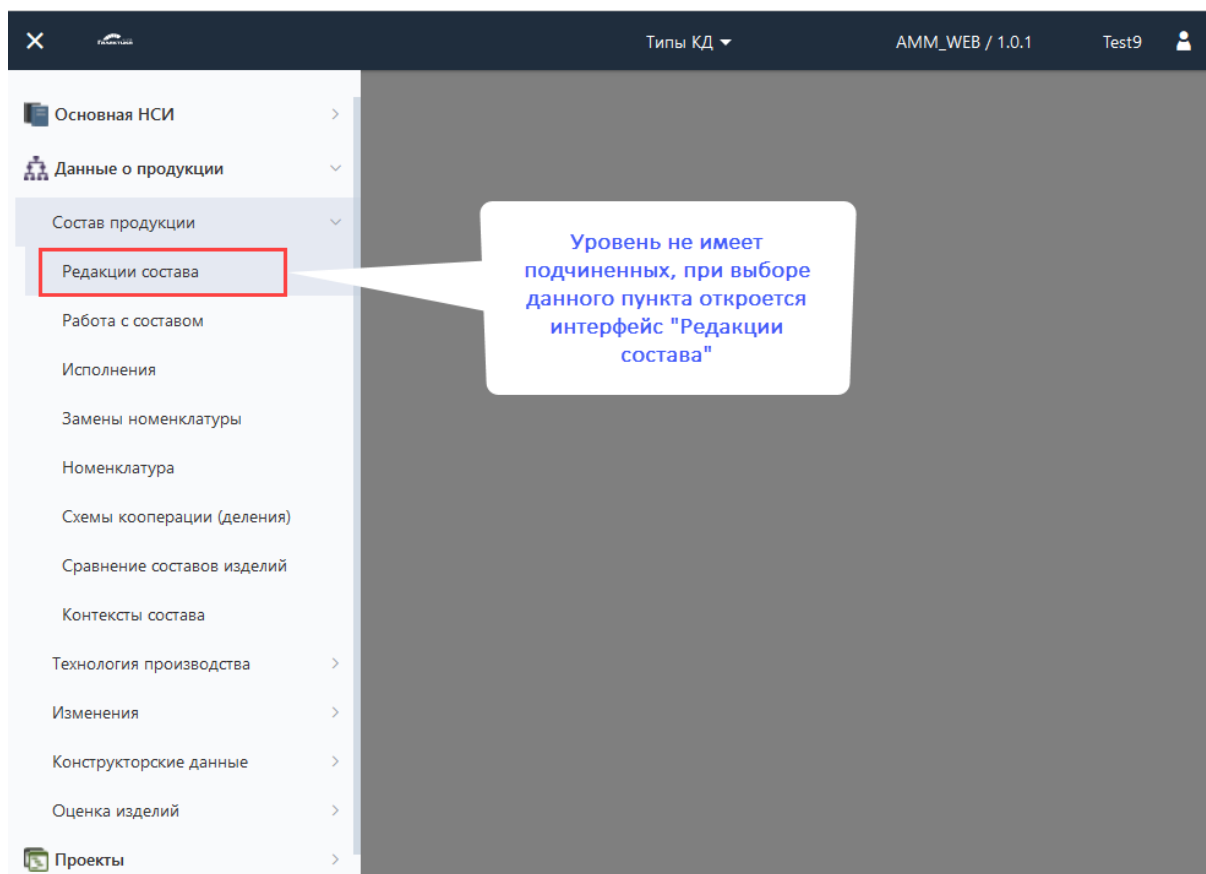 Галактика
Типы КД
AMM_WEB / 1.0.1
Test9
Основная НСИ
Данные о продукции
Состав продукции
Редакции состава
Работа с составом
Исполнения
Замены номенклатуры
Номенклатура
Схемы кооперации (деления)
Сравнение составов изделий
Контексты состава
Технология производства
Изменения
Конструкторские данные
Оценка изделий
Проекты
Уровень не имеет
подчиненных, при выборе
данного пункта откроется
интерфейс "Редакции
состава"